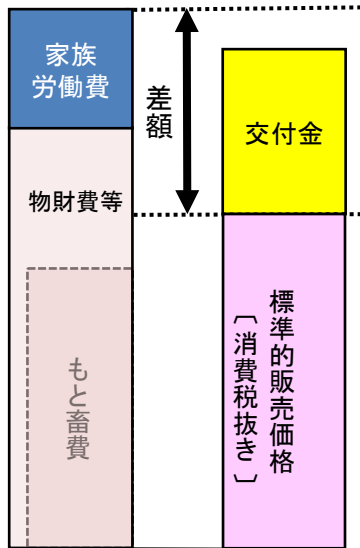 家族
労働費
差額
交付金
物財費等
もと畜費
標準的販売価格
〔消費税抜き〕